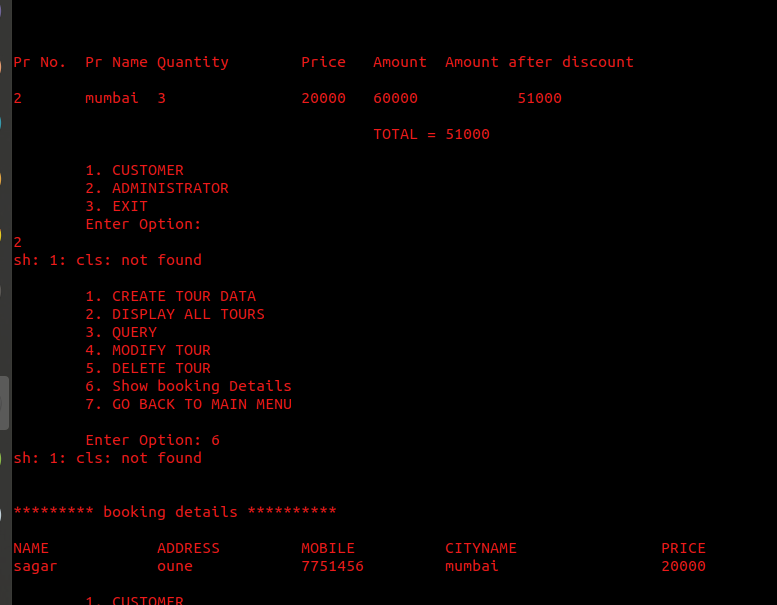 Pr No. Pr Name Quantity Price Amount Amount after discount
2 mumbai 3 20000 60000 51000
TOTAL = 51000
1. CUSTOMER
2. ADMINISTRATOR
3. EXIT
Enter Option:
2
sh: 1: cls: not found
1. CREATE TOUR DATA
2. DISPLAY ALL TOURS
3. QUERY
4. MODIFY TOUR
5. DELETE TOUR
6. Show booking Details
7. GO BACK TO MAIN MENU
Enter Option: 6
sh: 1: cls: not found
********* booking details **********
NAME ADDRESS MOBILE CITYNAME PRICE
sagar oune 7751456 mumbai 20000
1. CUSTOMER